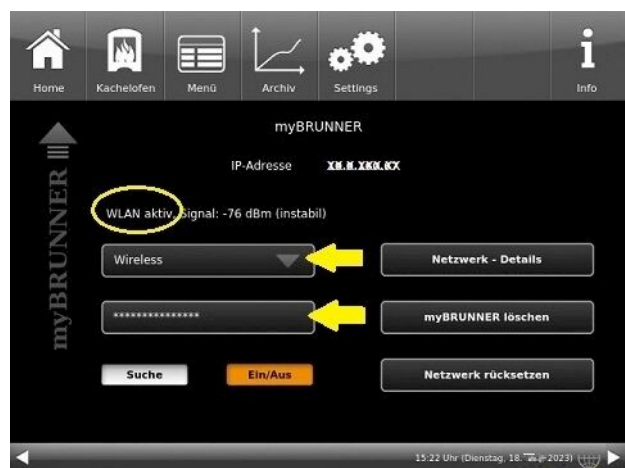 Home Kachelofen Menü Archiv Settings Info
myBRUNNER
myBRUNNER
IP-Adresse
WLAN aktiv, Signal: -76 dBm (instabil)
Wireless
Netzwerk - Details
***************
myBRUNNER löschen
Suche
Ein/Aus
Netzwerk rücksetzen
15:22 Uhr (Dienstag, 18. 2023)